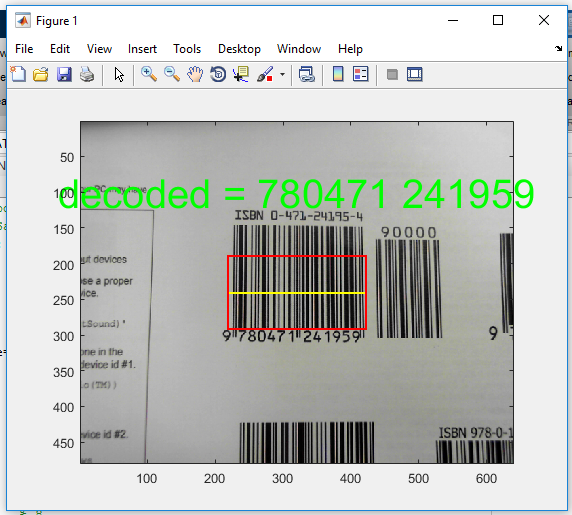 Figure 1
File Edit View Insert Tools Desktop Window Help
50
100
150
200
250
300
350
400
450
PC may have
decoded = 780471 241959
ISBN 0-471-24195-4
90000
ut devices
se a proper
vice.
tSound)'
9 780471 241959
9
one in the
device id #1.
o(TM))
vice id #2.
ISBN 978-0-1
100 200 300 400 500 600